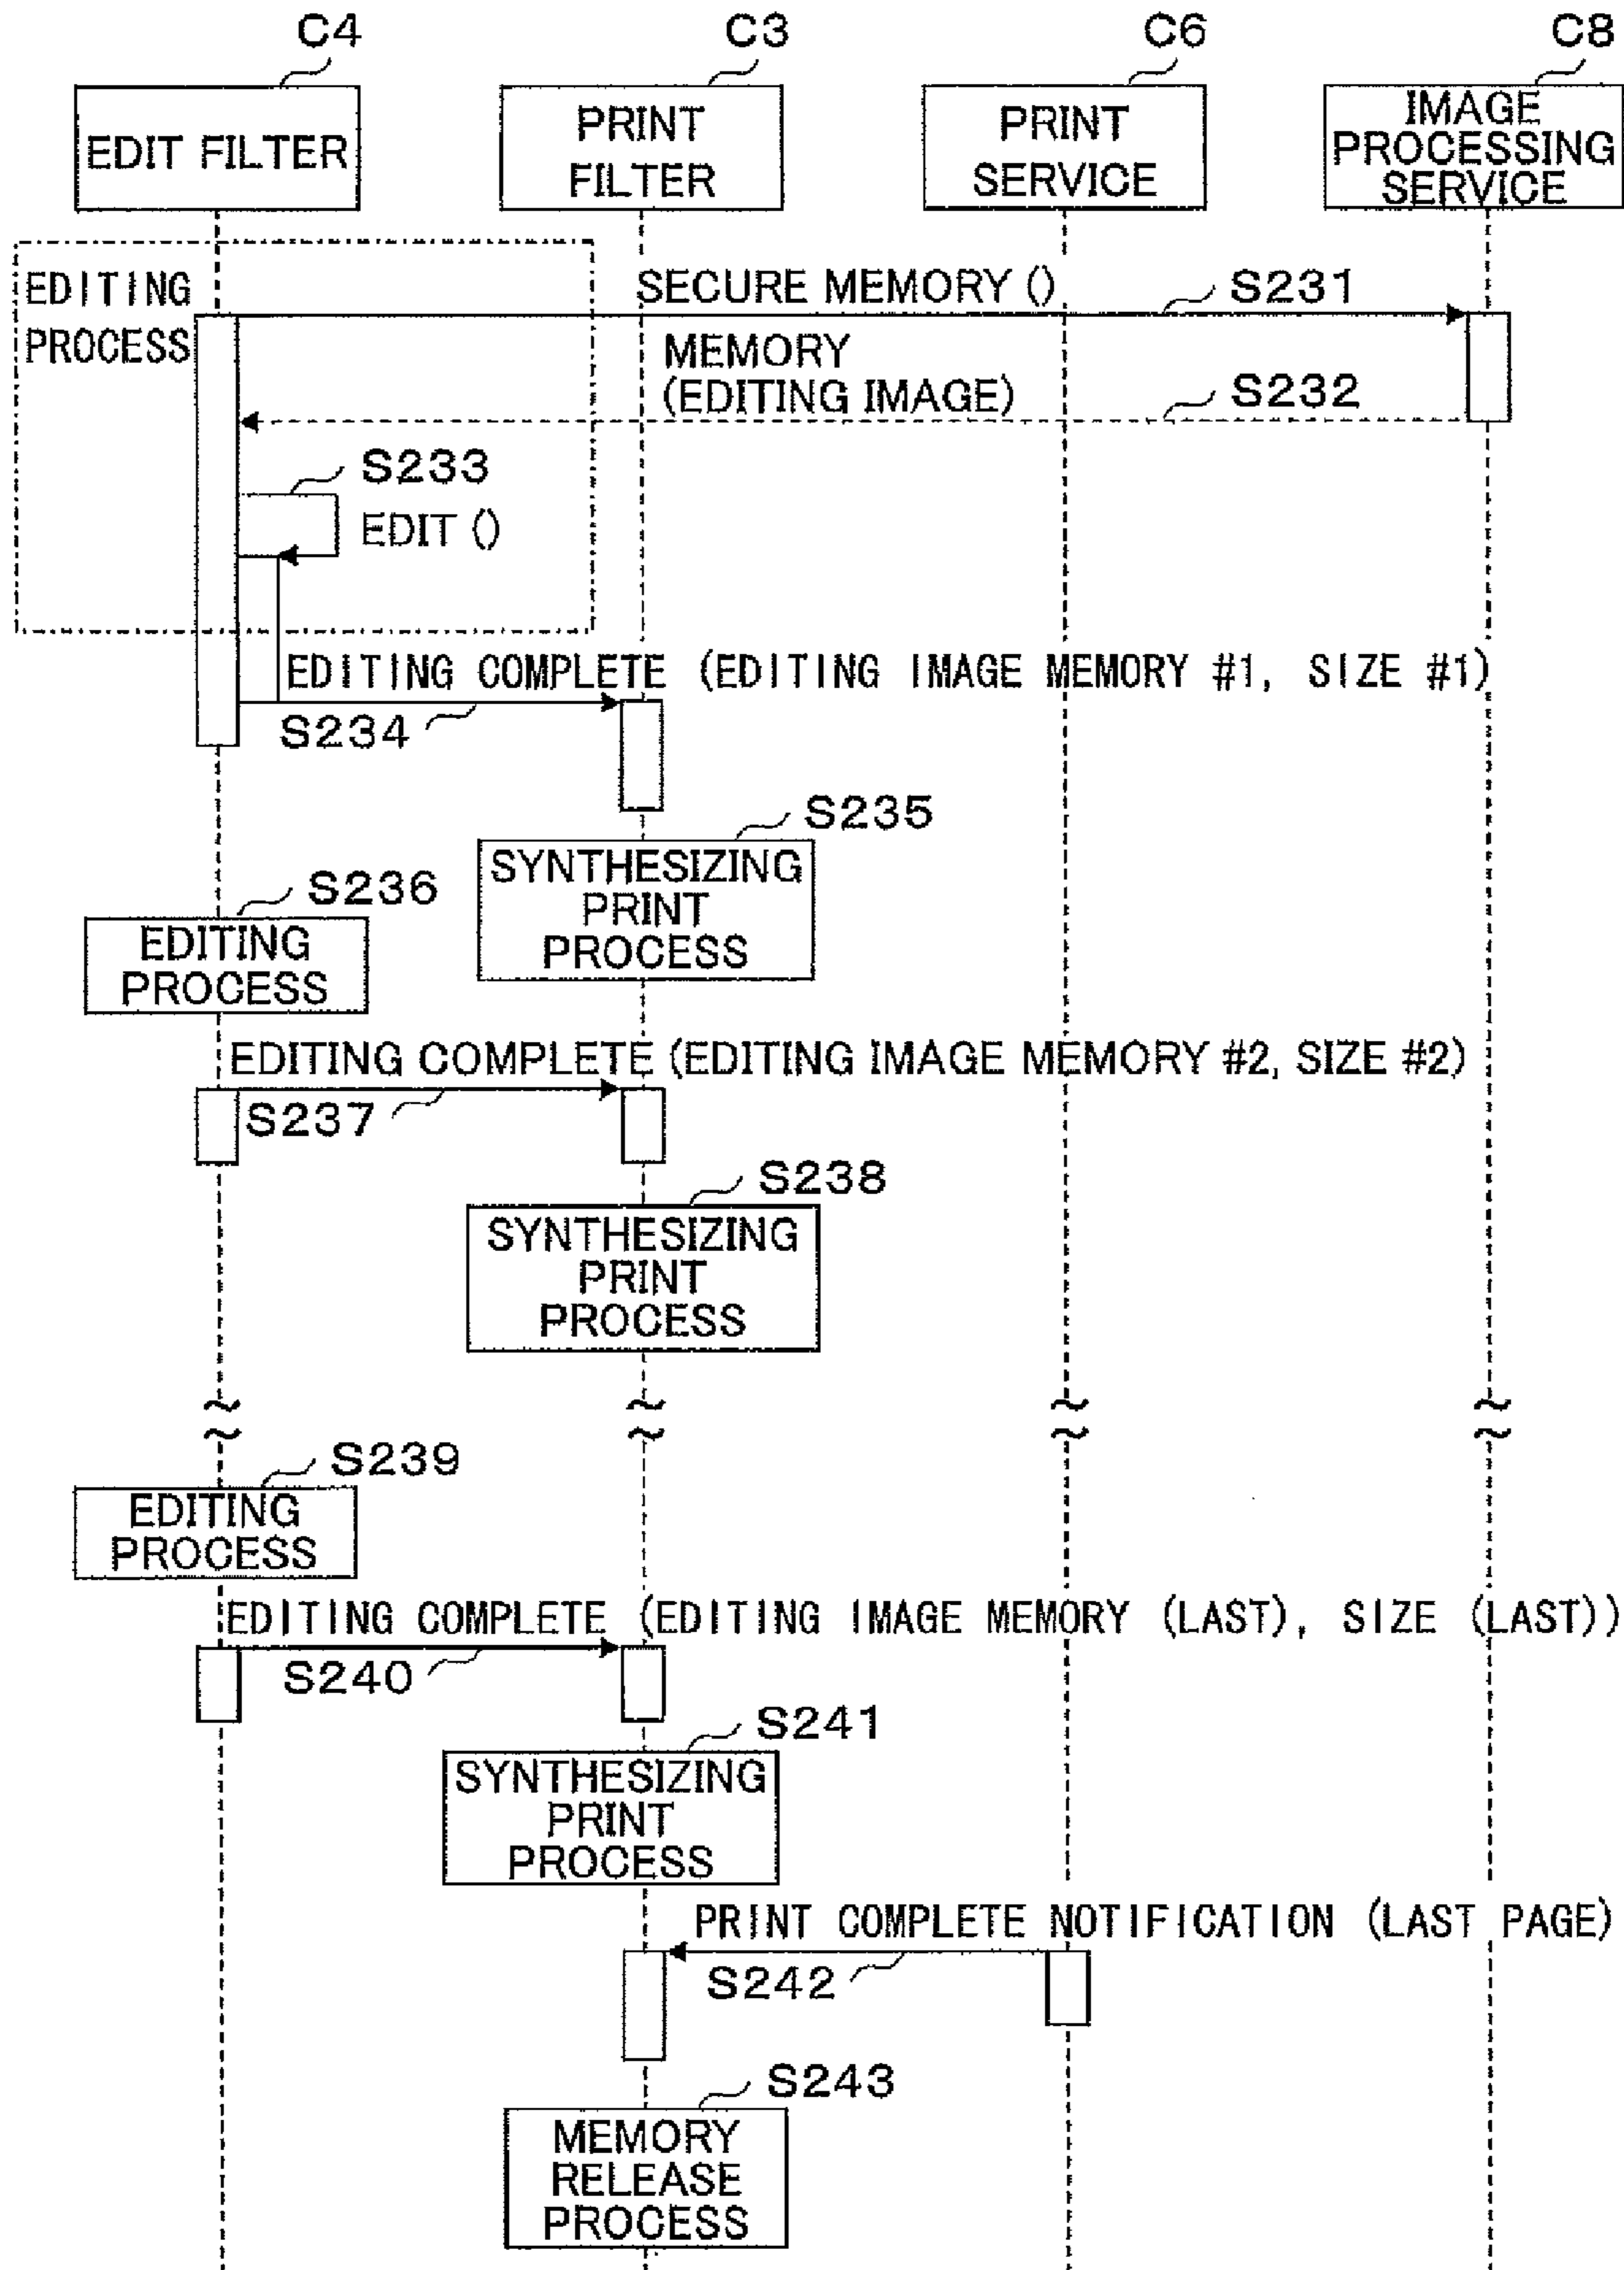 C4
C3
C6
C8
EDIT FILTER
PRINT
FILTER
PRINT
SERVICE
IMAGE
PROCESSING
SERVICE
EDITING
PROCESS
SECURE MEMORY ()
S231
MEMORY
(EDITING IMAGE)
S232
S233
EDIT ()
EDITING COMPLETE (EDITING IMAGE MEMORY #1, SIZE #1)
S234
S235
SYNTHESIZING
PRINT
PROCESS
S236
EDITING
PROCESS
EDITING COMPLETE (EDITING IMAGE MEMORY #2, SIZE #2)
S237
S238
SYNTHESIZING
PRINT
PROCESS
S239
EDITING
PROCESS
EDITING COMPLETE (EDITING IMAGE MEMORY (LAST), SIZE (LAST))
S240
S241
SYNTHESIZING
PRINT
PROCESS
PRINT COMPLETE NOTIFICATION (LAST PAGE)
S242
S243
MEMORY
RELEASE
PROCESS